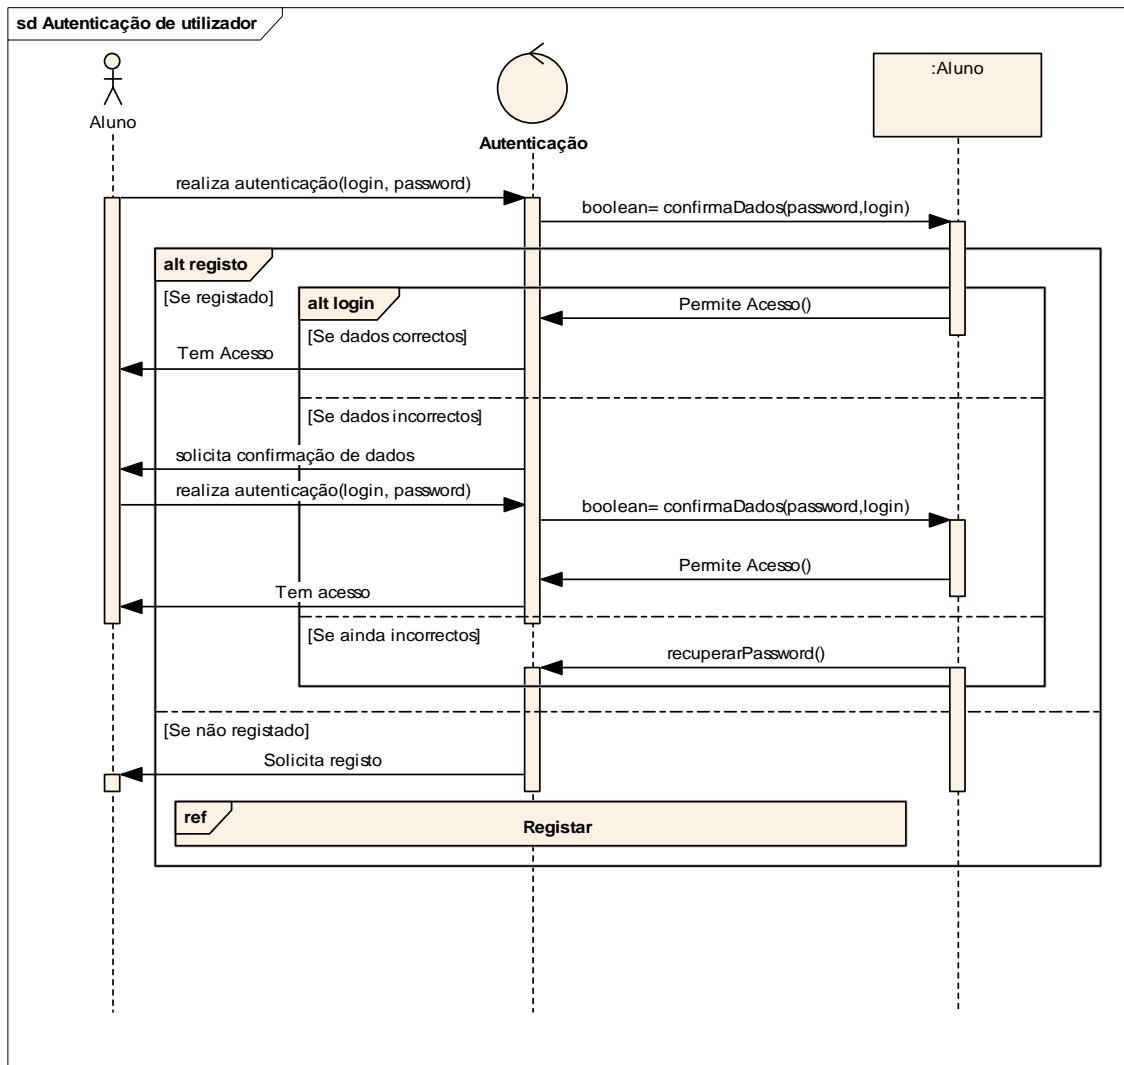 sd Autenticação de utilizador
Aluno
Autenticação
:Aluno
realiza autenticação(login, password)
boolean= confirmaDados(password,login)
alt registo
[Se registado]
alt login
Permite Acesso()
[Se dados correctos]
Tem Acesso
[Se dados incorrectos]
solicita confirmação de dados
realiza autenticação(login, password)
boolean= confirmaDados(password,login)
Permite Acesso()
Tem acesso
[Se ainda incorrectos]
recuperarPassword()
[Se não registado]
Solicita registo
ref
Registar